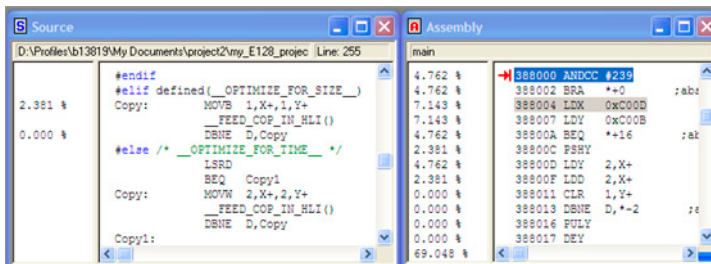 S Source
D:\Profiles\b13819\My Documents\project2\my_E128_projec Line: 255
#endif
#elif defined(__OPTIMIZE_FOR_SIZE__)
2.381 % Copy: MOVB 1,X+,1,Y+
__FEED_COP_IN_HLI()
0.000 % DBNE D,Copy
#else /* __OPTIMIZE_FOR_TIME__ */
LSRD
BEQ Copy1
Copy: MOVW 2,X+,2,Y+
__FEED_COP_IN_HLI()
DBNE D,Copy
Copy1:
A Assembly
main
4.762 % 388000 ANDCC #239
4.762 % 388002 BRA *+0 ;abs
7.143 % 388004 LDX 0xC00D
7.143 % 388007 LDY 0xC00B
4.762 % 38800A BEQ *+16 ;ab
2.381 % 38800C PSHY
4.762 % 38800D LDY 2,X+
2.381 % 38800F LDD 2,X+
0.000 % 388011 CLR 1,Y+
0.000 % 388013 DBNE D,*-2 ;a
0.000 % 388016 PULY
0.000 % 388017 DEY
69.048 %